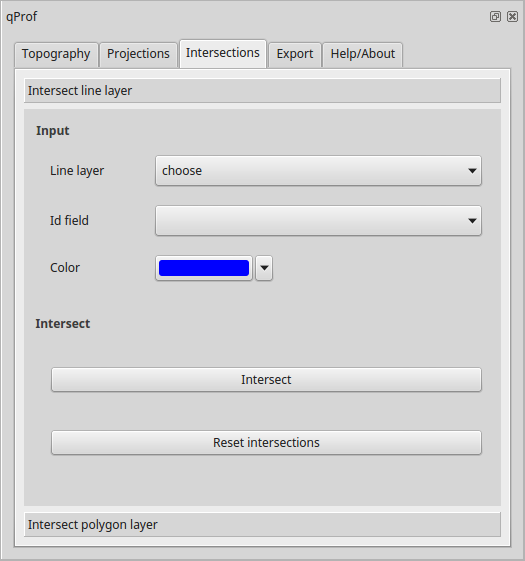 qProf
Topography Projections Intersections Export Help/About
Intersect line layer
Input
Line layer choose
Id field
Color
Intersect
Intersect
Reset intersections
Intersect polygon layer